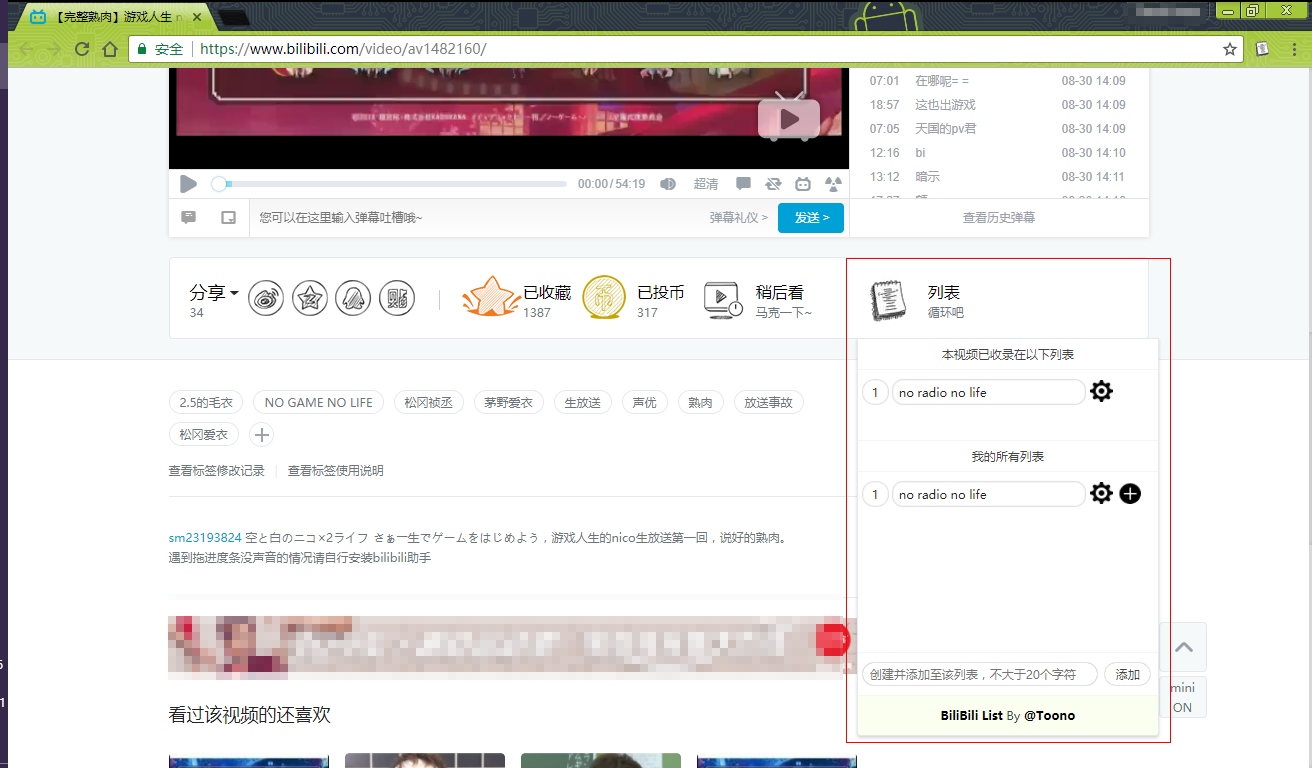 【完整熟肉】游戏人生 n
安全 https://www.bilibili.com/video/av1482160/
07:01 在哪呢= = 08-30 14:09
18:57 这也出游戏 08-30 14:09
07:05 天国的pv君 08-30 14:09
12:16 bi 08-30 14:10
13:12 暗示 08-30 14:11
00:00 / 54:19 超清
您可以在这里输入弹幕吐槽哦~ 弹幕礼仪 > 发送 > 查看历史弹幕
分享 34
已收藏 1387
已投币 317
稍后看 马克一下~
列表 循环吧
本视频已收录在以下列表
1 no radio no life
我的所有列表
1 no radio no life
创建并添加至该列表，不大于20个字符 添加
BiliBili List By @Toono
2.5的毛衣 NO GAME NO LIFE 松冈祯丞 茅野爱衣 生放送 声优 熟肉 放送事故
松冈爱衣
查看标签修改记录 查看标签使用说明
sm23193824 空と白のニコ×2ライフ さぁ一生でゲームをはじめよう，游戏人生的nico生放送第一回，说好的熟肉。
遇到拖进度条没声音的情况请自行安装bilibili助手
mini
ON
看过该视频的还喜欢